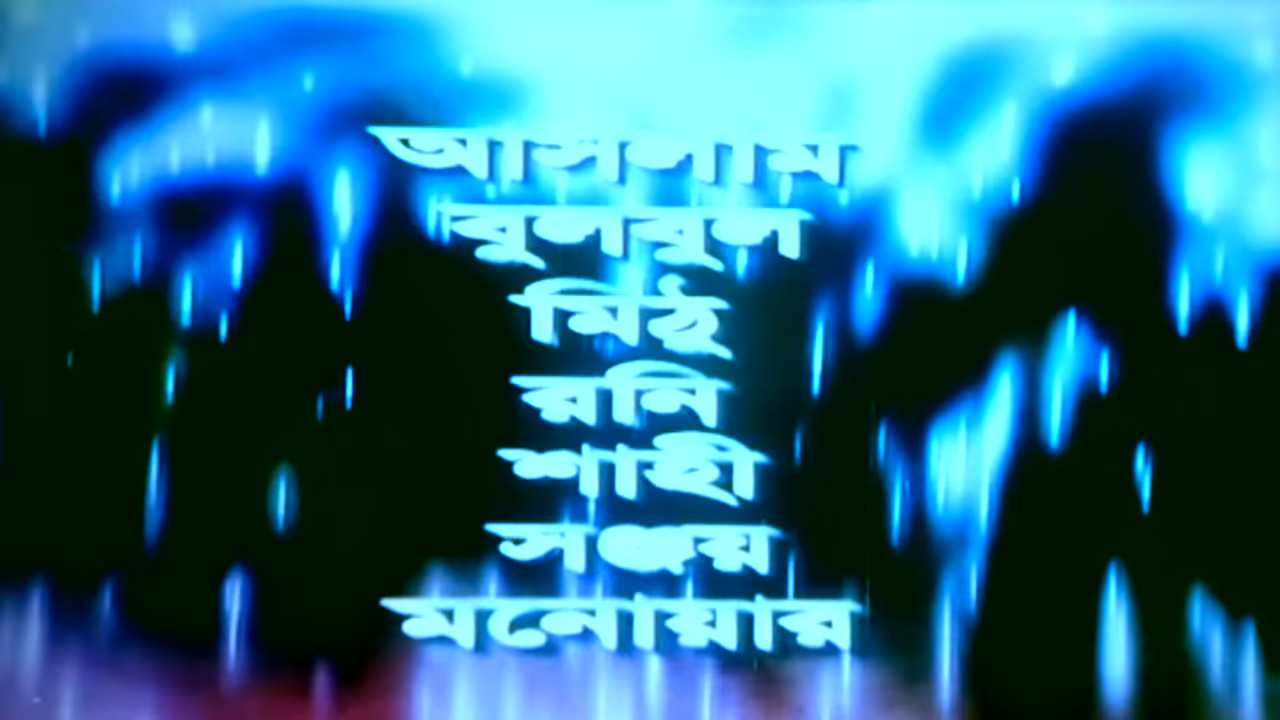 আসলাম
বুলবুল
মিঠু
রনি
শাহী
সঞ্জয়
মনোয়ার